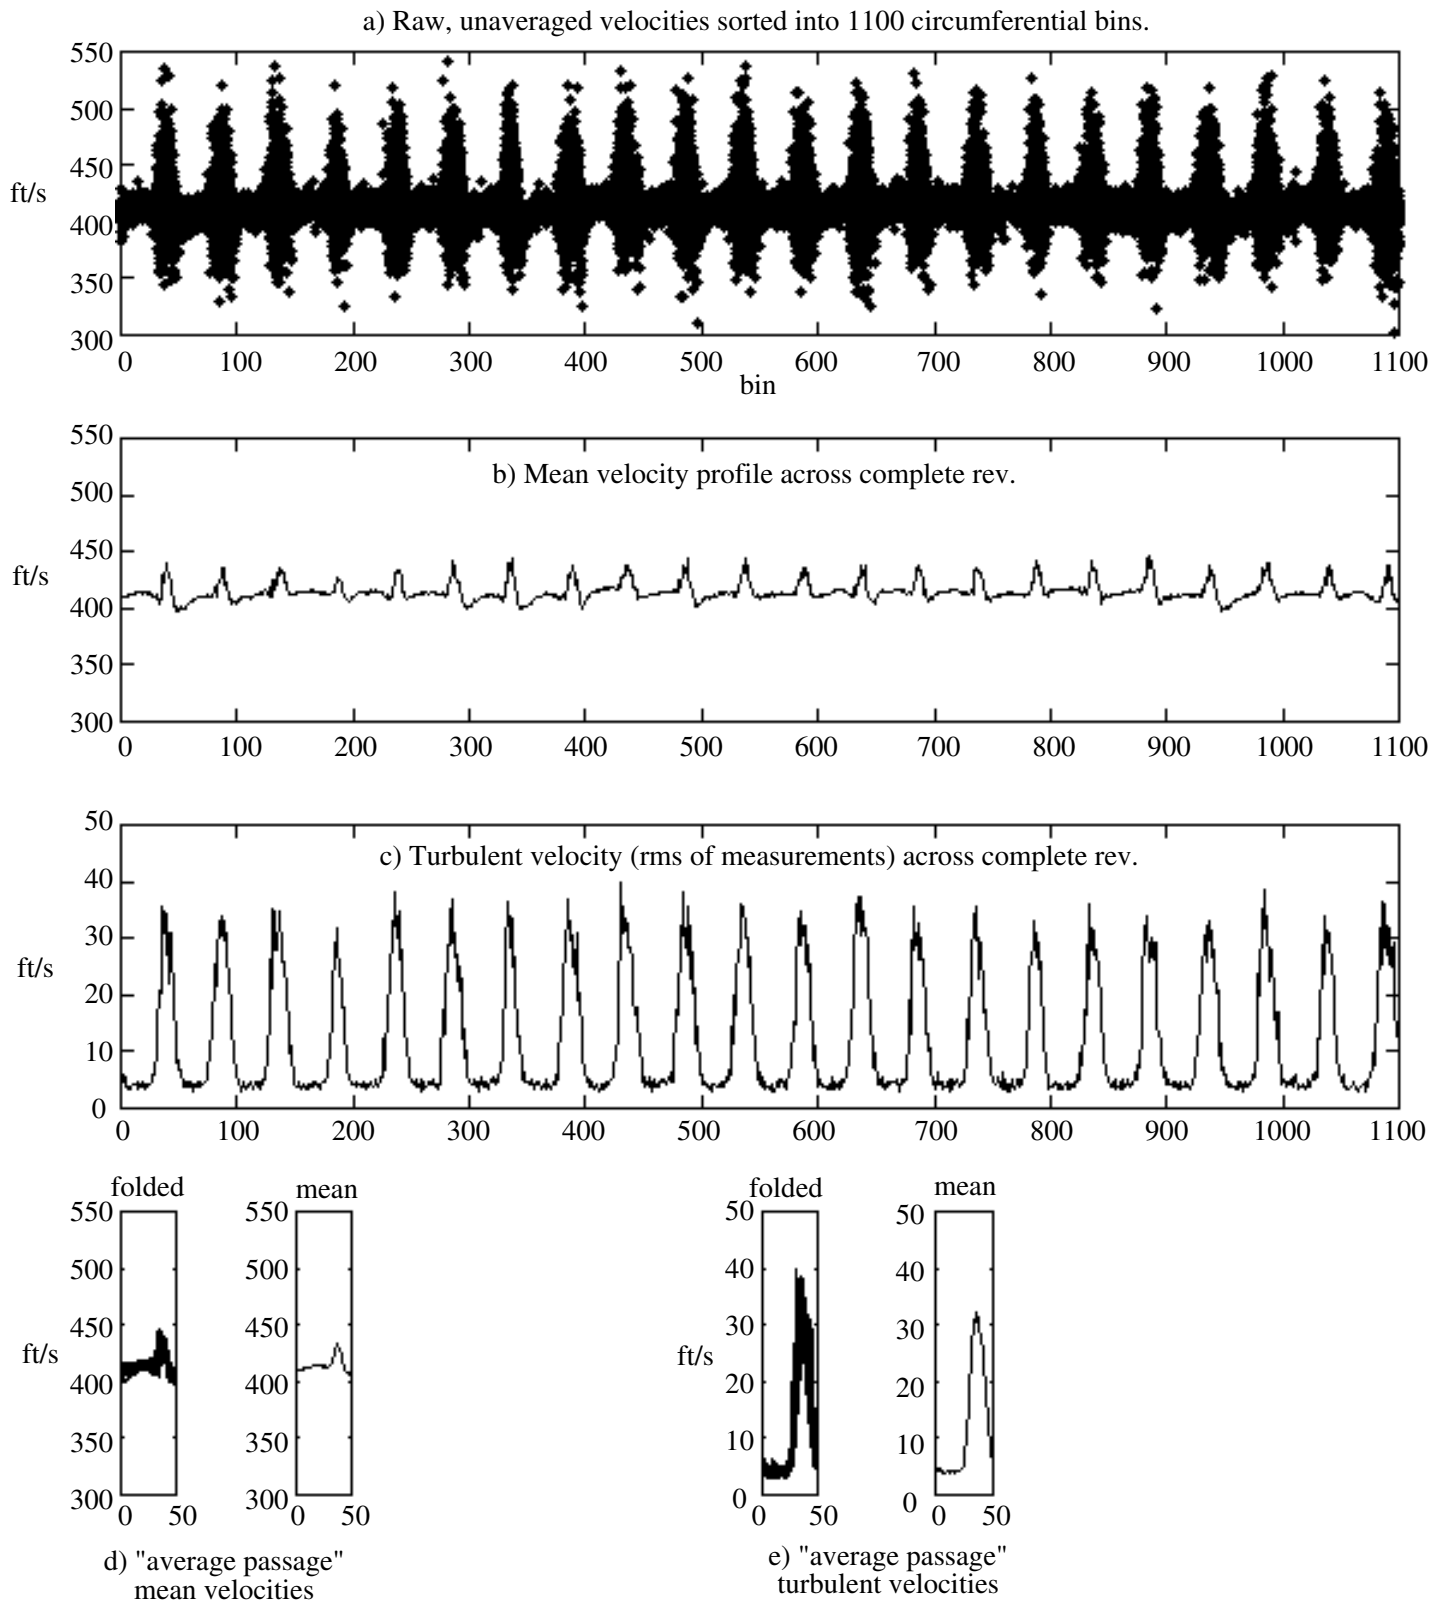 a) Raw, unaveraged velocities sorted into 1100 circumferential bins.
550
500
450
ft/s
400
350
300
0 100 200 300 400 500 600 700 800 900 1000 1100
bin
550
b) Mean velocity profile across complete rev.
500
450
ft/s
400
350
300
0 100 200 300 400 500 600 700 800 900 1000 1100
50
c) Turbulent velocity (rms of measurements) across complete rev.
40
30
ft/s
20
10
0
0 100 200 300 400 500 600 700 800 900 1000 1100
folded
550
500
450
ft/s
400
350
300
0 50
mean
550
500
450
400
350
300
0 50
d) "average passage"
mean velocities
folded
50
40
30
ft/s
20
10
0
0 50
mean
50
40
30
20
10
0
0 50
e) "average passage"
turbulent velocities